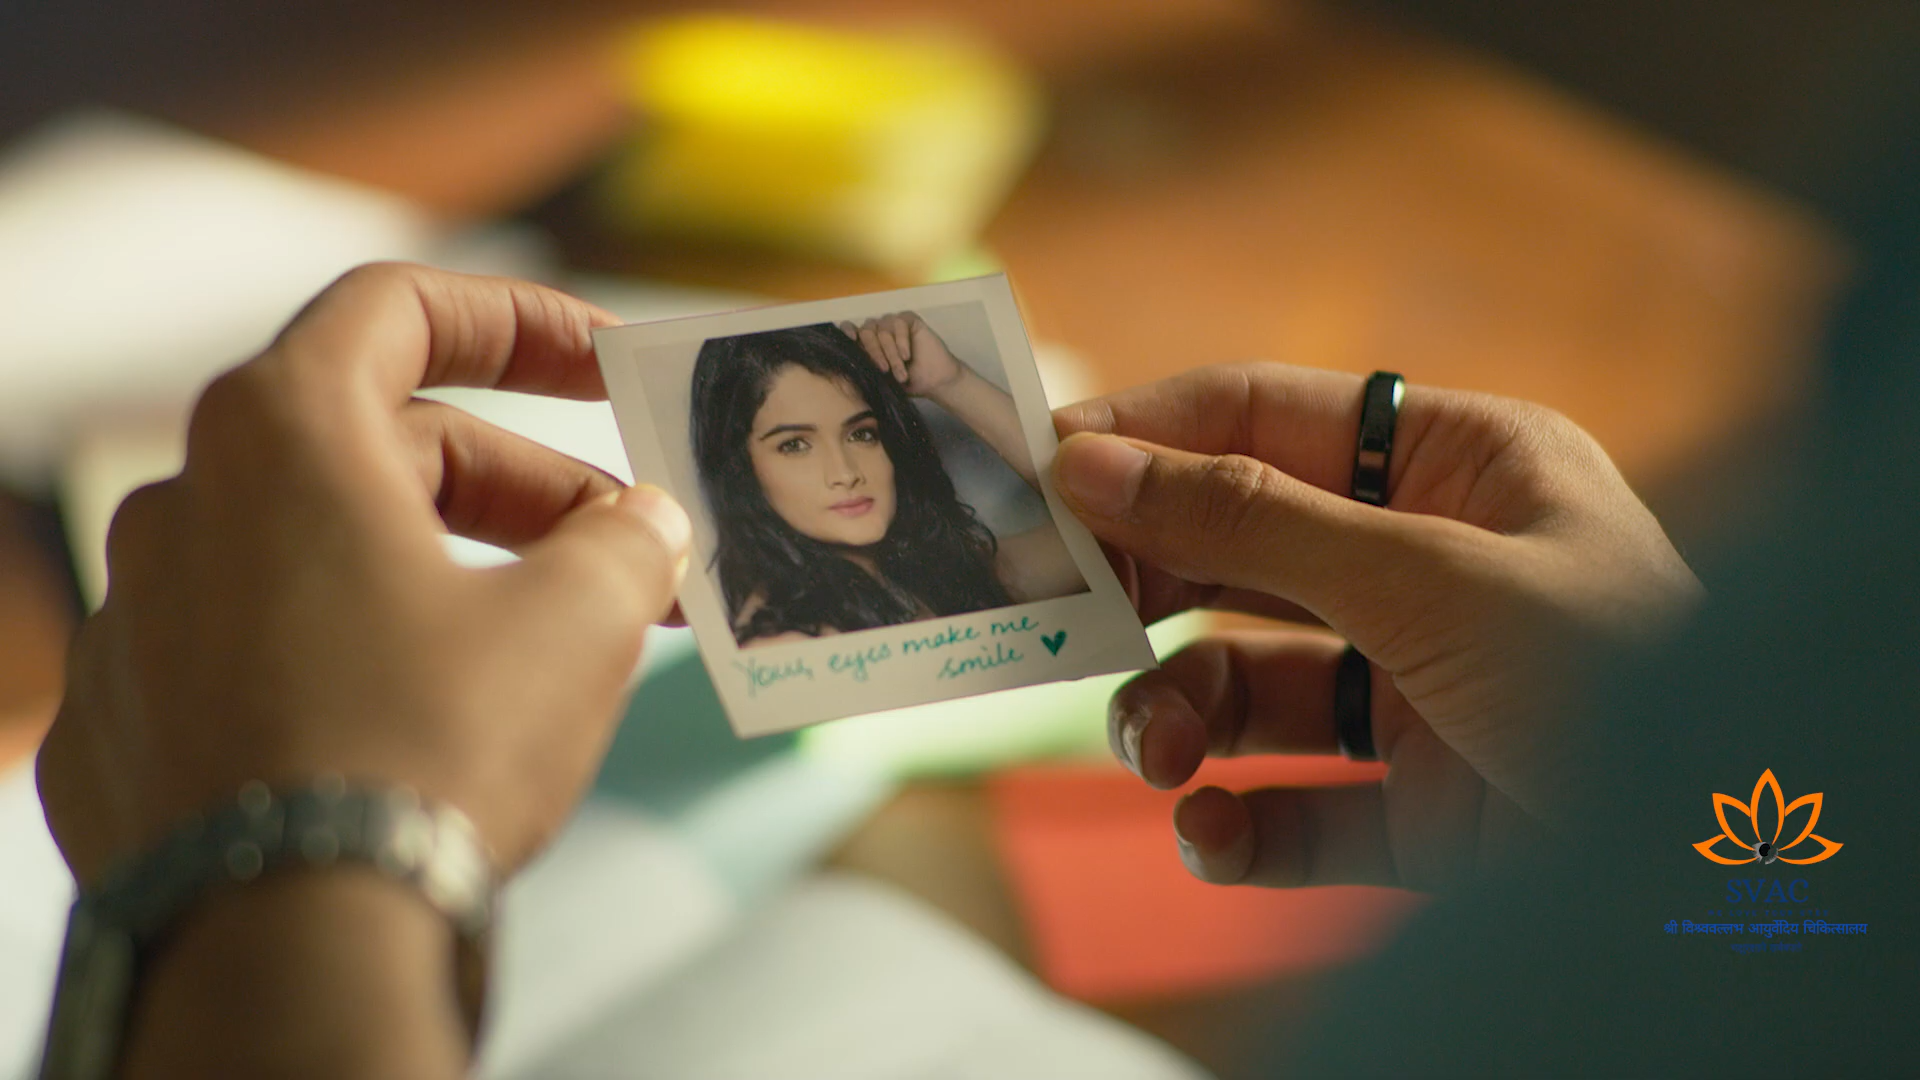 Your eyes make me
smile
SVAC
श्री विश्ववल्लभ आयुर्वेदिय चिकित्सालय